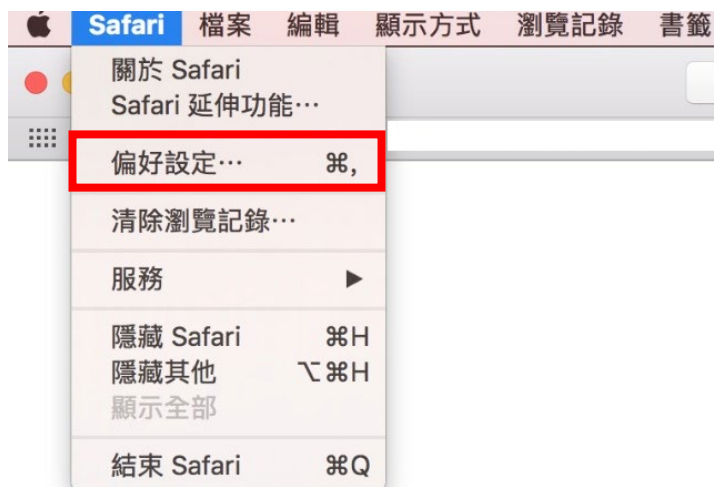 Safari 檔案 編輯 顯示方式 瀏覽記錄 書籤
關於 Safari
Safari 延伸功能…
偏好設定… ⌘,
清除瀏覽記錄…
服務 ▶
隱藏 Safari ⌘H
隱藏其他 ⌥⌘H
顯示全部
結束 Safari ⌘Q